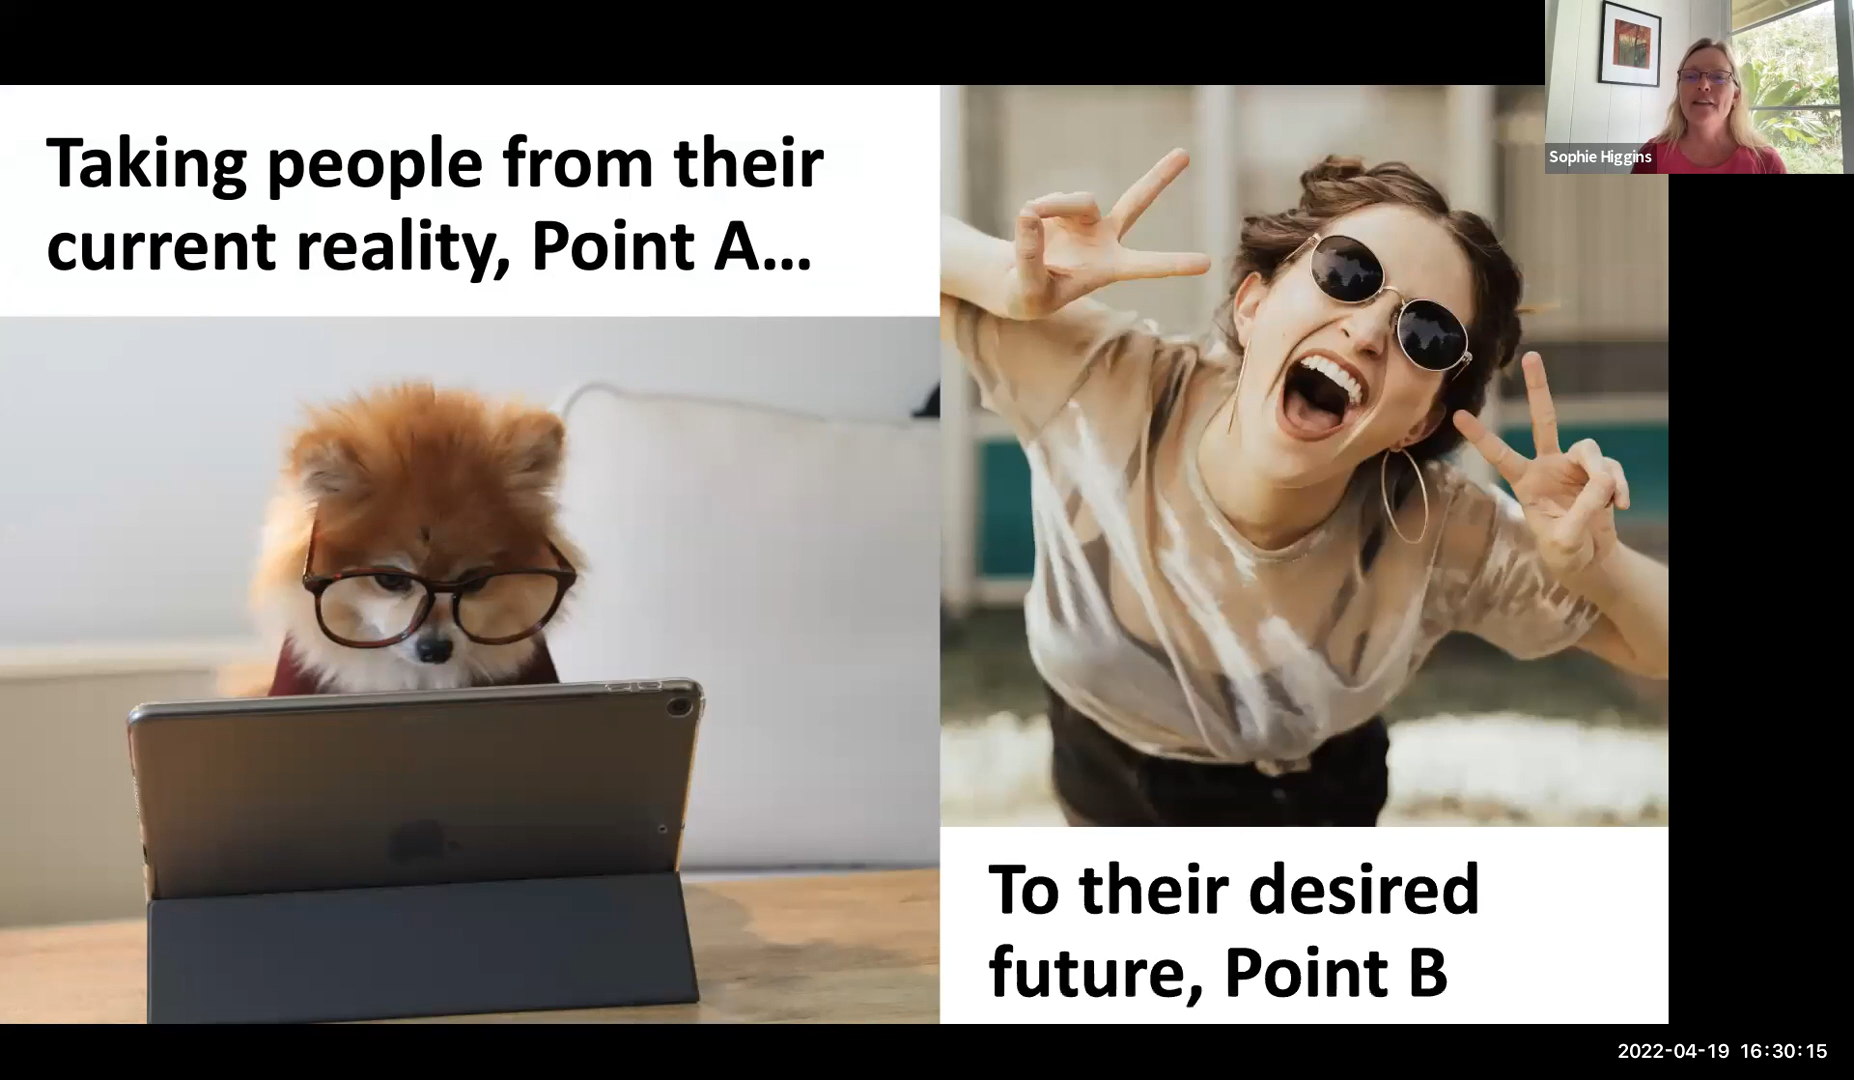 Taking people from their
current reality, Point A...
To their desired
future, Point B
Sophie Higgins
2022-04-19 16:30:15